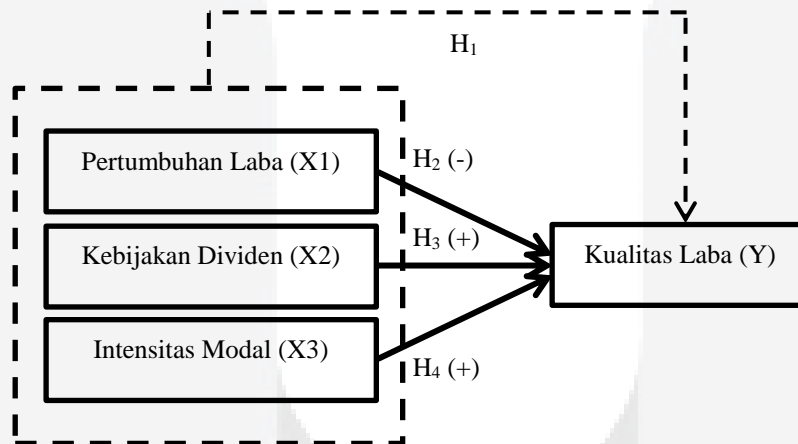 H₁
Pertumbuhan Laba (X1)
H₂ (-)
Kebijakan Dividen (X2)
H₃ (+)
Kualitas Laba (Y)
Intensitas Modal (X3)
H₄ (+)